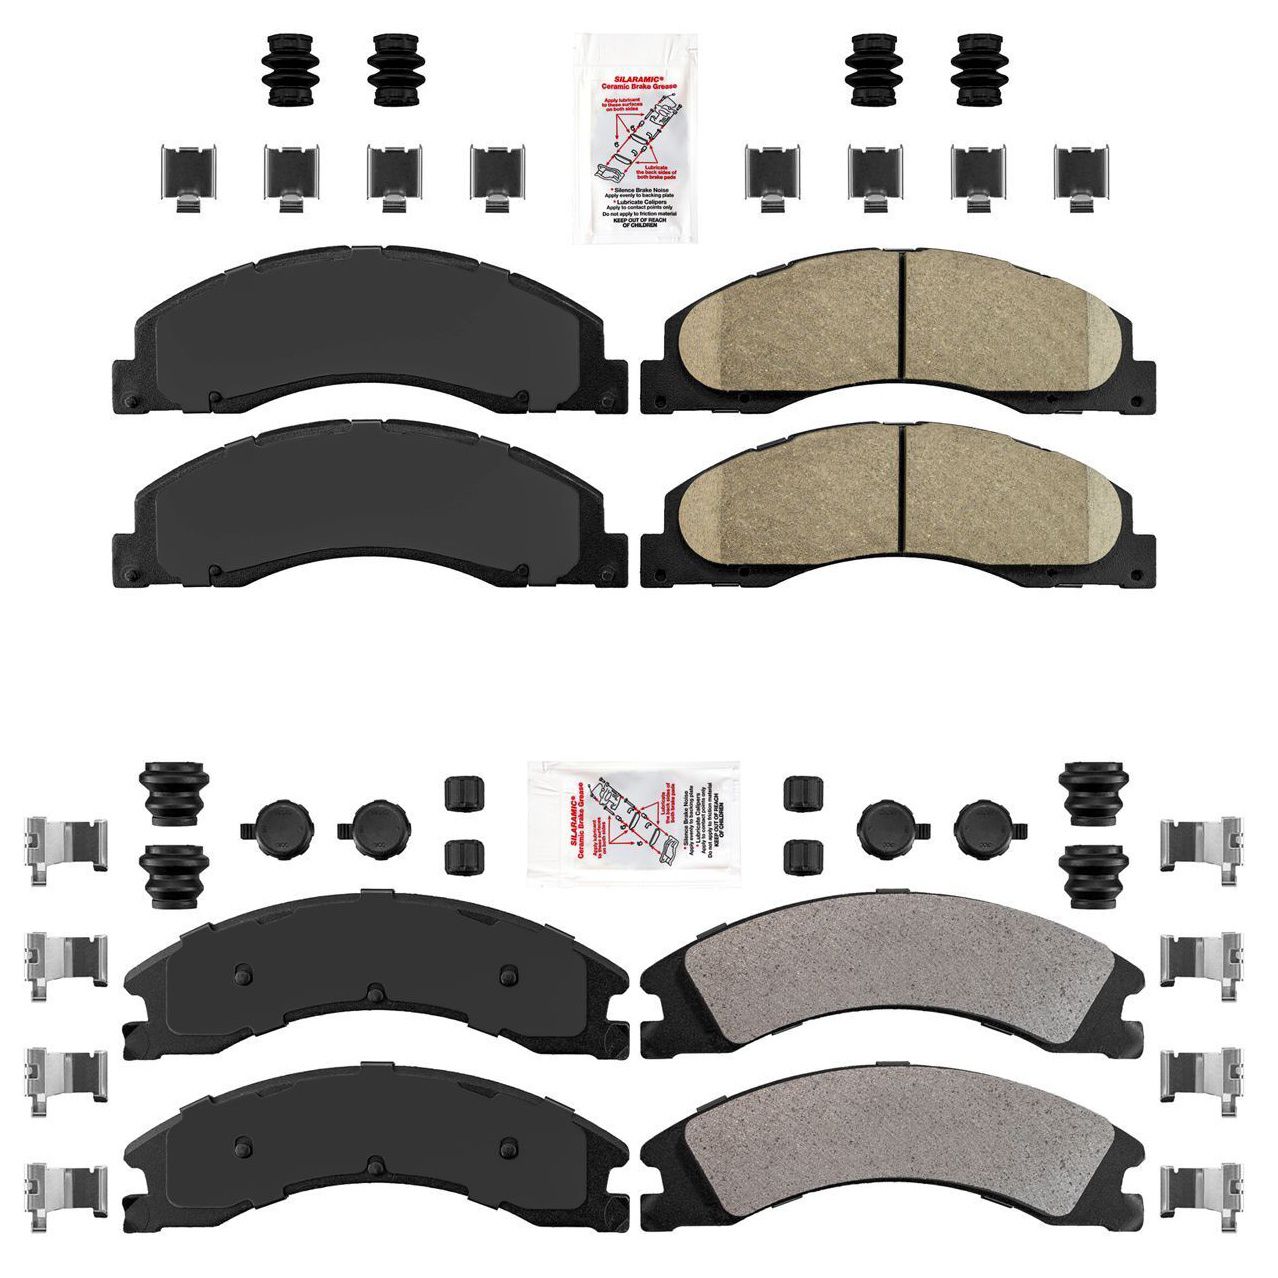 SILARAMIC®
Ceramic Brake Grease
Apply lubricant
to these surfaces
on both sides
Lubricate
the back sides of
both brake pads
* Silence Brake Noise
Apply evenly to backing plate
* Lubricate Calipers
Apply to contact points only
Do not apply to friction material
KEEP OUT OF REACH
OF CHILDREN
SILARAMIC®
Ceramic Brake Grease
Apply lubricant
to these surfaces
on both sides
Lubricate
the back sides of
both brake pads
* Silence Brake Noise
Apply evenly to backing plate
* Lubricate Calipers
Apply to contact points only
Do not apply to friction material
KEEP OUT OF REACH
OF CHILDREN